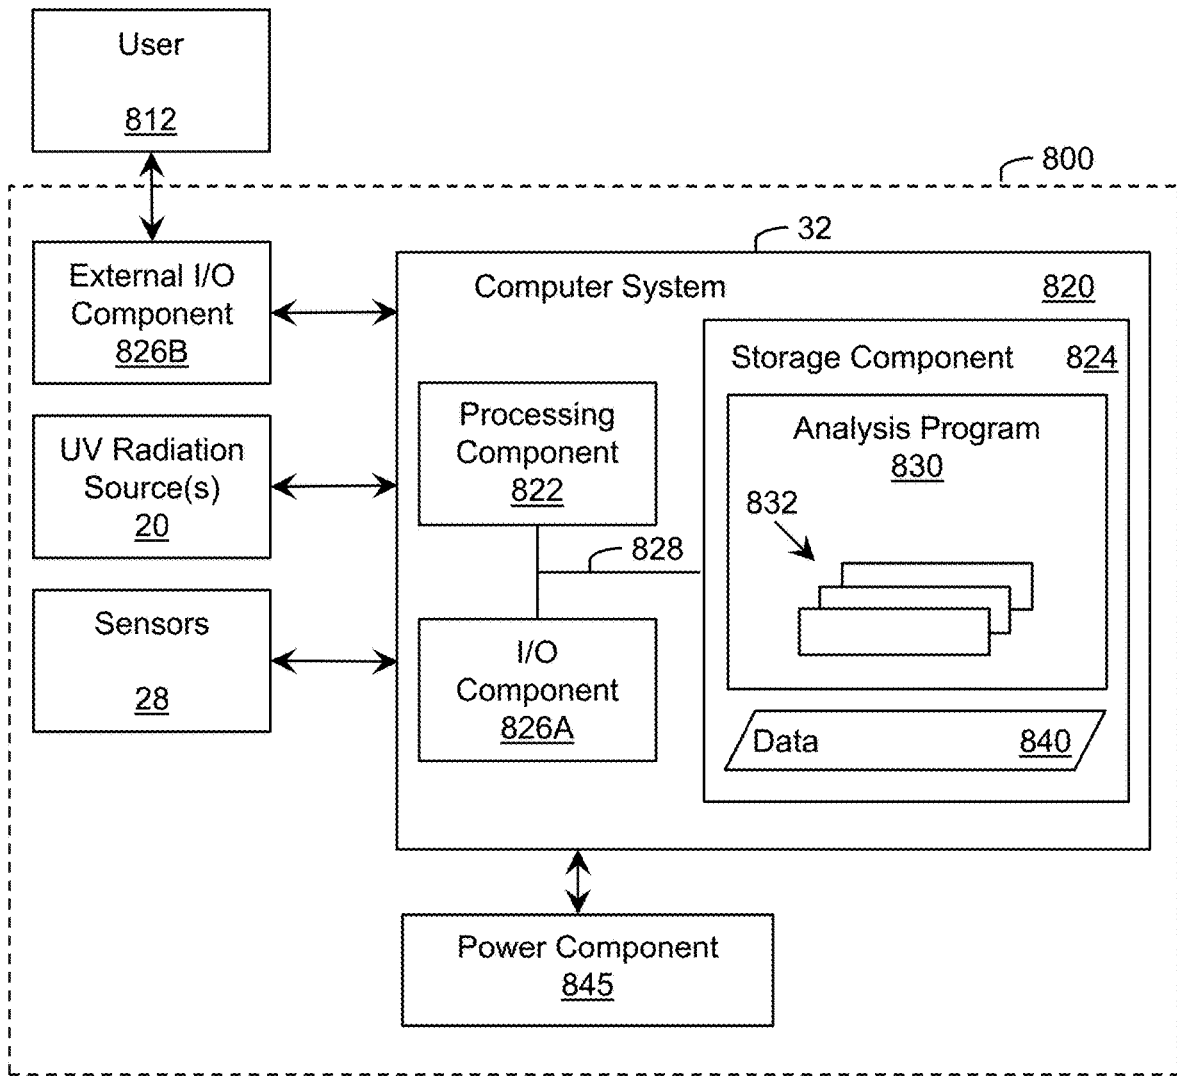 User
812
800
32
External I/O
Component
826B
Computer System
820
Storage Component
824
Processing
Component
822
Analysis Program
830
UV Radiation
Source(s)
20
832
828
Sensors
28
I/O
Component
826A
Data
840
Power Component
845